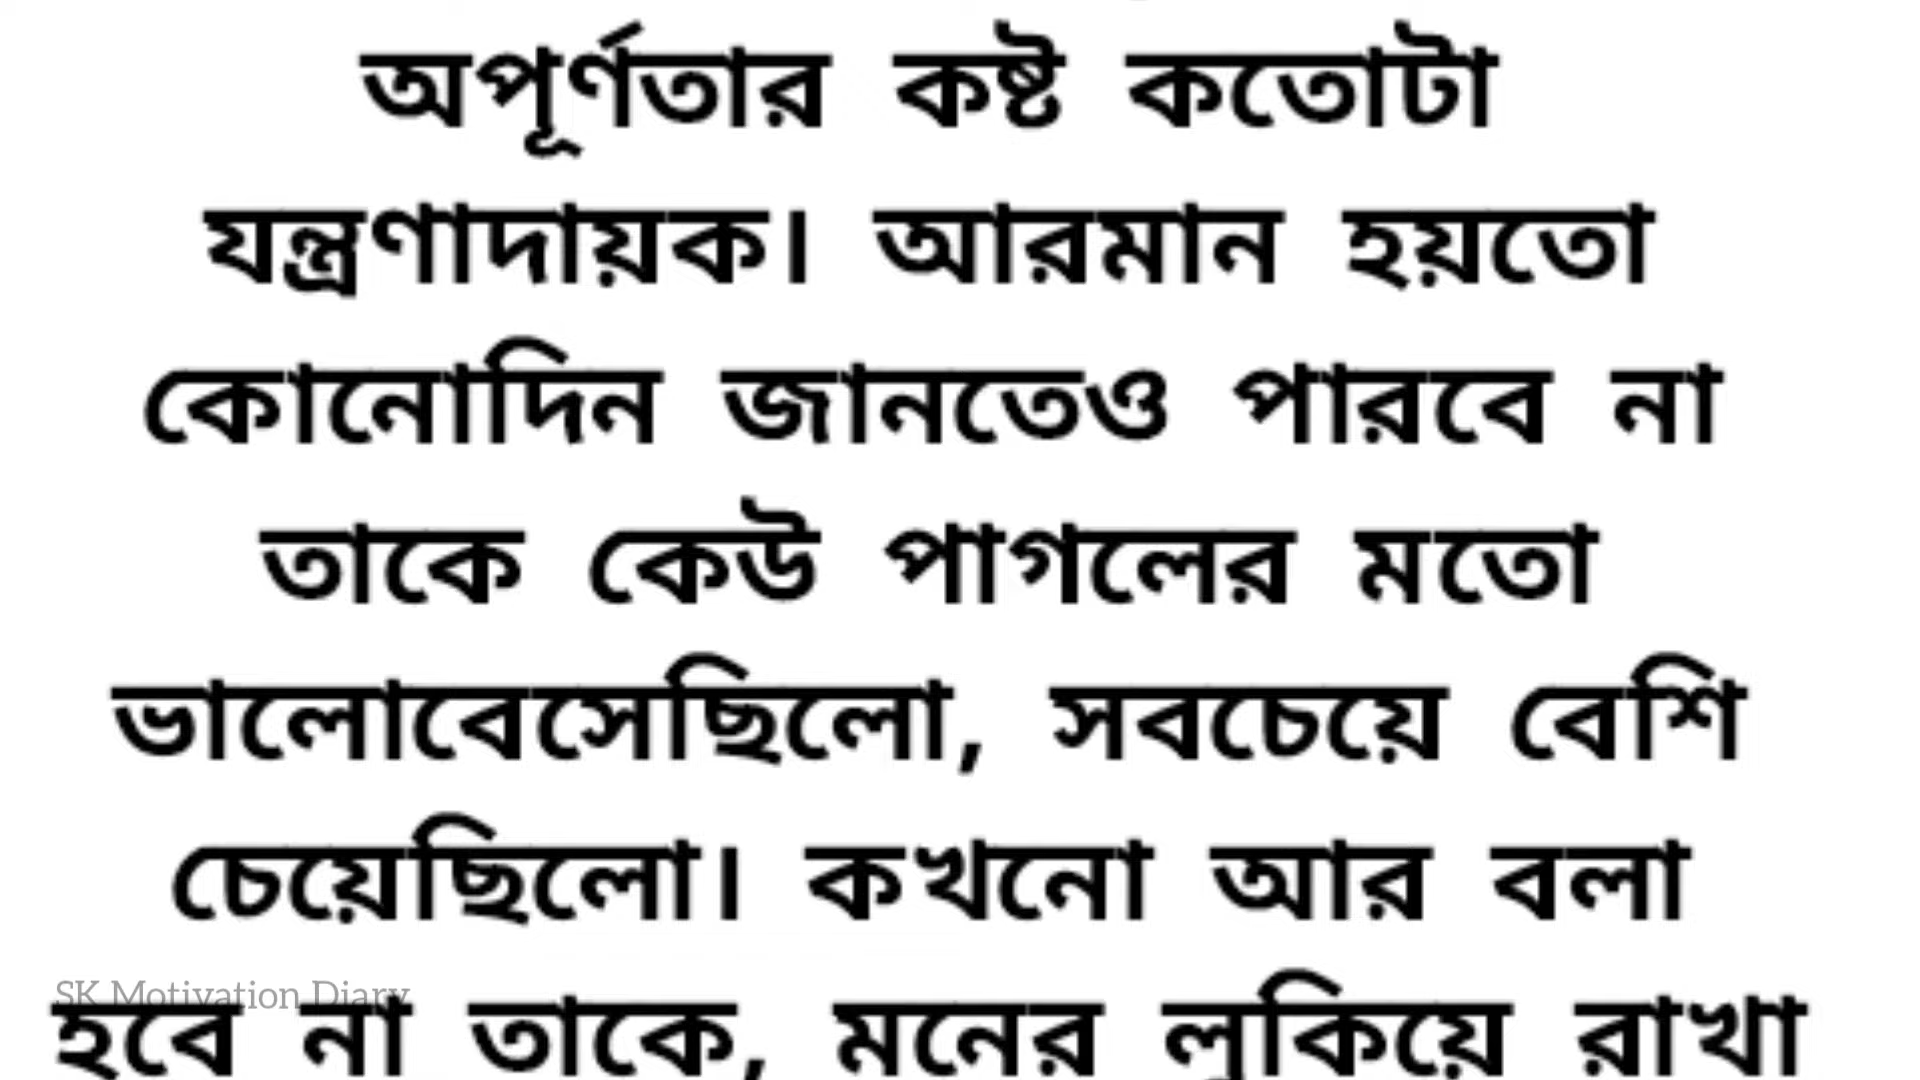 অপূর্ণতার কষ্ট কতোটা
যন্ত্রণাদায়ক। আরমান হয়তো
কোনোদিন জানতেও পারবে না
তাকে কেউ পাগলের মতো
ভালোবেসেছিলো, সবচেয়ে বেশি
চেয়েছিলো। কখনো আর বলা
SK Motivation Diary
হবে না তাকে, মনের লুকিয়ে রাখা